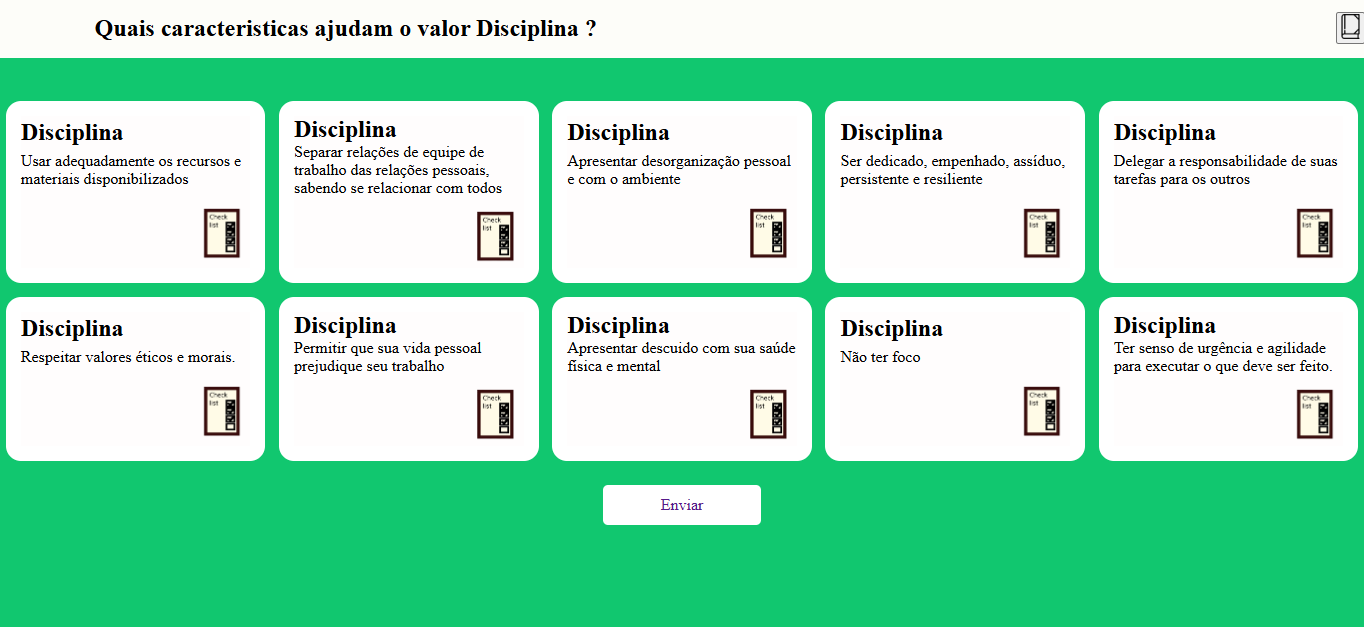 Quais caracteristicas ajudam o valor Disciplina ?
Disciplina
Usar adequadamente os recursos e
materiais disponibilizados
Check
list
Disciplina
Separar relações de equipe de
trabalho das relações pessoais,
sabendo se relacionar com todos
Check
list
Disciplina
Apresentar desorganização pessoal
e com o ambiente
Check
list
Disciplina
Ser dedicado, empenhado, assíduo,
persistente e resiliente
Check
list
Disciplina
Delegar a responsabilidade de suas
tarefas para os outros
Check
list
Disciplina
Respeitar valores éticos e morais.
Check
list
Disciplina
Permitir que sua vida pessoal
prejudique seu trabalho
Check
list
Disciplina
Apresentar descuido com sua saúde
física e mental
Check
list
Disciplina
Não ter foco
Check
list
Disciplina
Ter senso de urgência e agilidade
para executar o que deve ser feito.
Check
list
Enviar